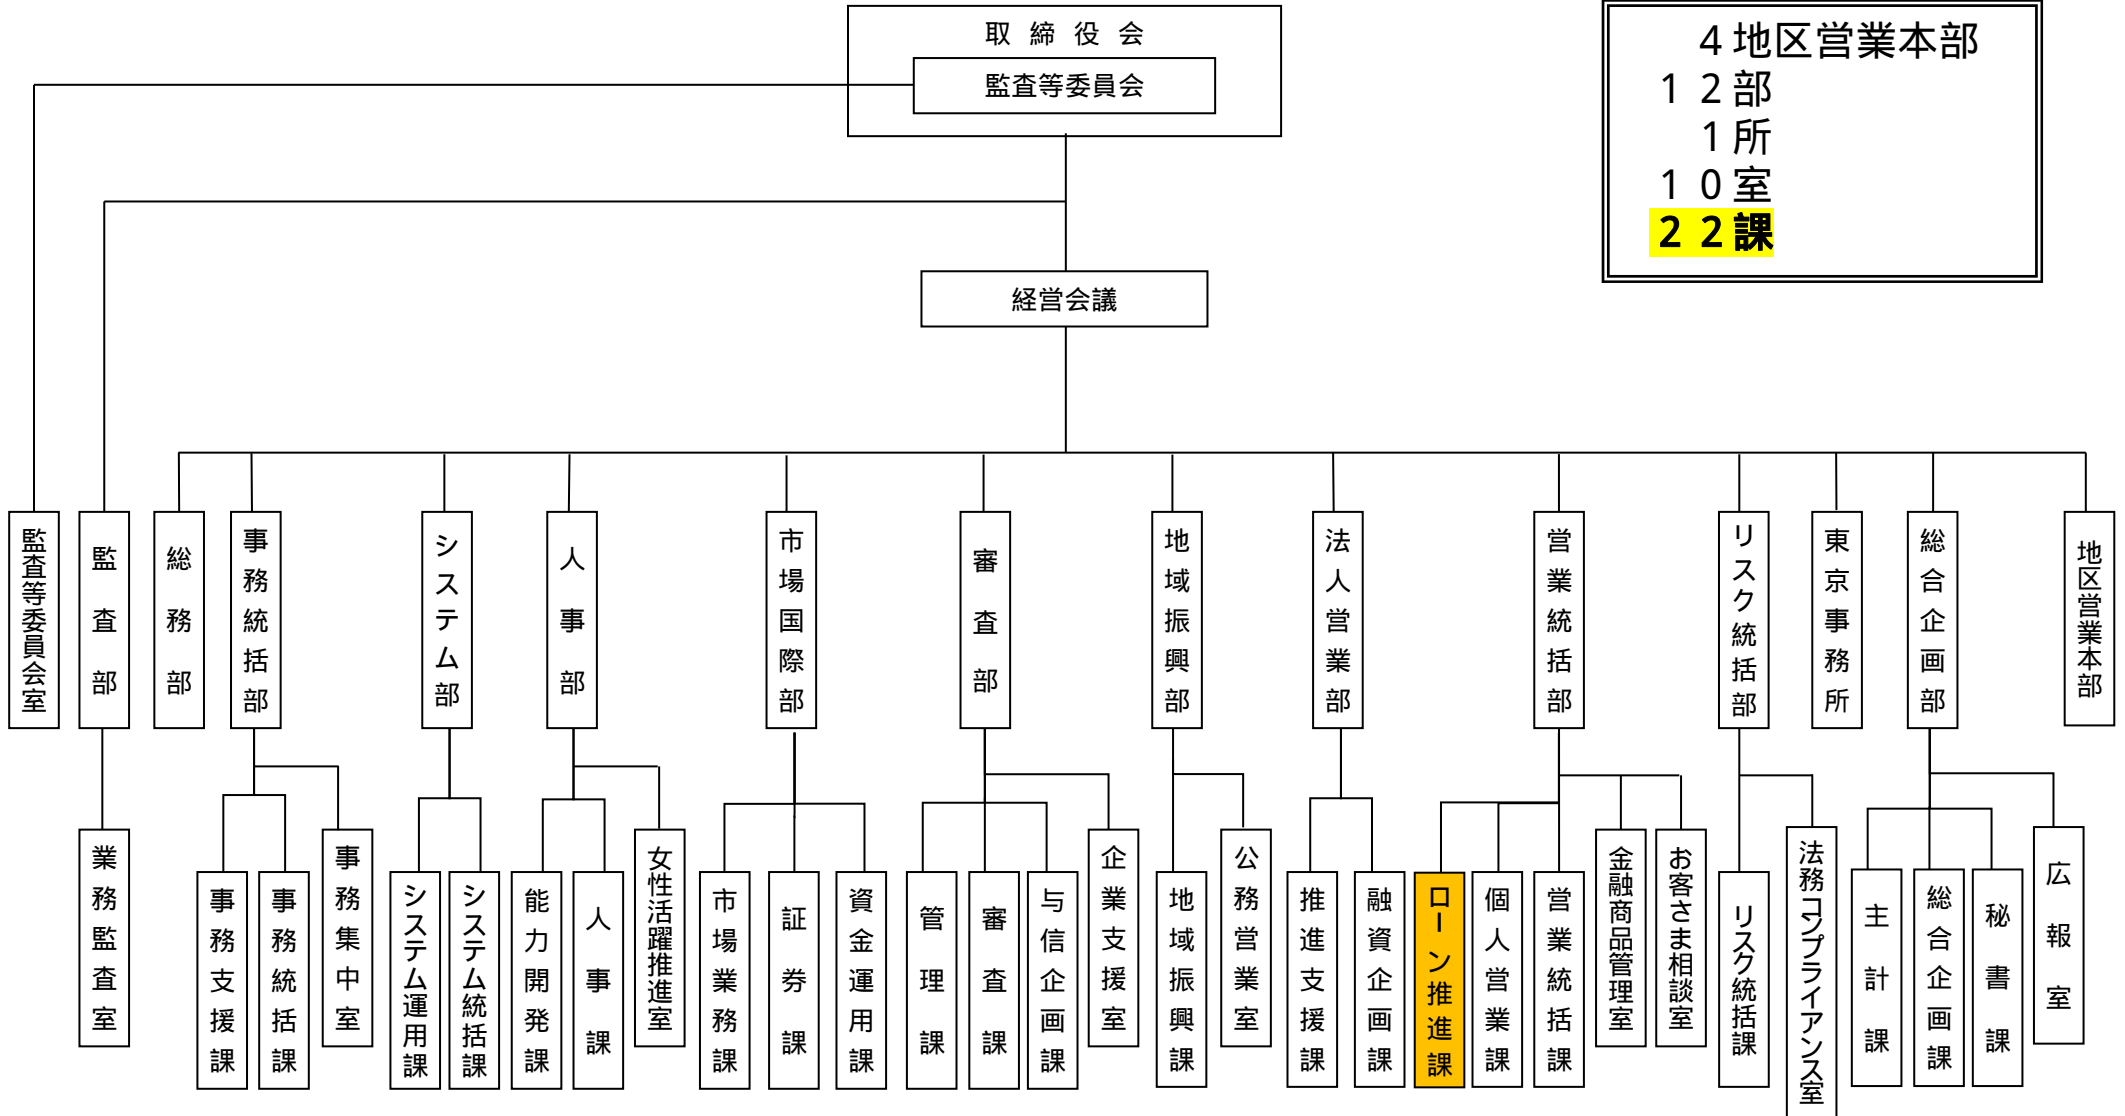 取締役会
監査等委員会
4地区営業本部
12部
1所
10室
22課
経営会議
監査等委員会室
監査部
総務部
事務統括部
システム部
人事部
市場国際部
審査部
地域振興部
法人営業部
営業統括部
リスク統括部
東京事務所
総合企画部
地区営業本部
業務監査室
事務支援課
事務統括課
事務集中室
システム運用課
システム統括課
能力開発課
人事課
女性活躍推進室
市場業務課
証券課
資金運用課
管理課
審査課
与信企画課
企業支援室
地域振興課
公務営業室
推進支援課
融資企画課
ローン推進課
個人営業課
営業統括課
金融商品管理室
お客さま相談室
リスク統括課
法務コンプライアンス室
主計課
総合企画課
秘書課
広報室